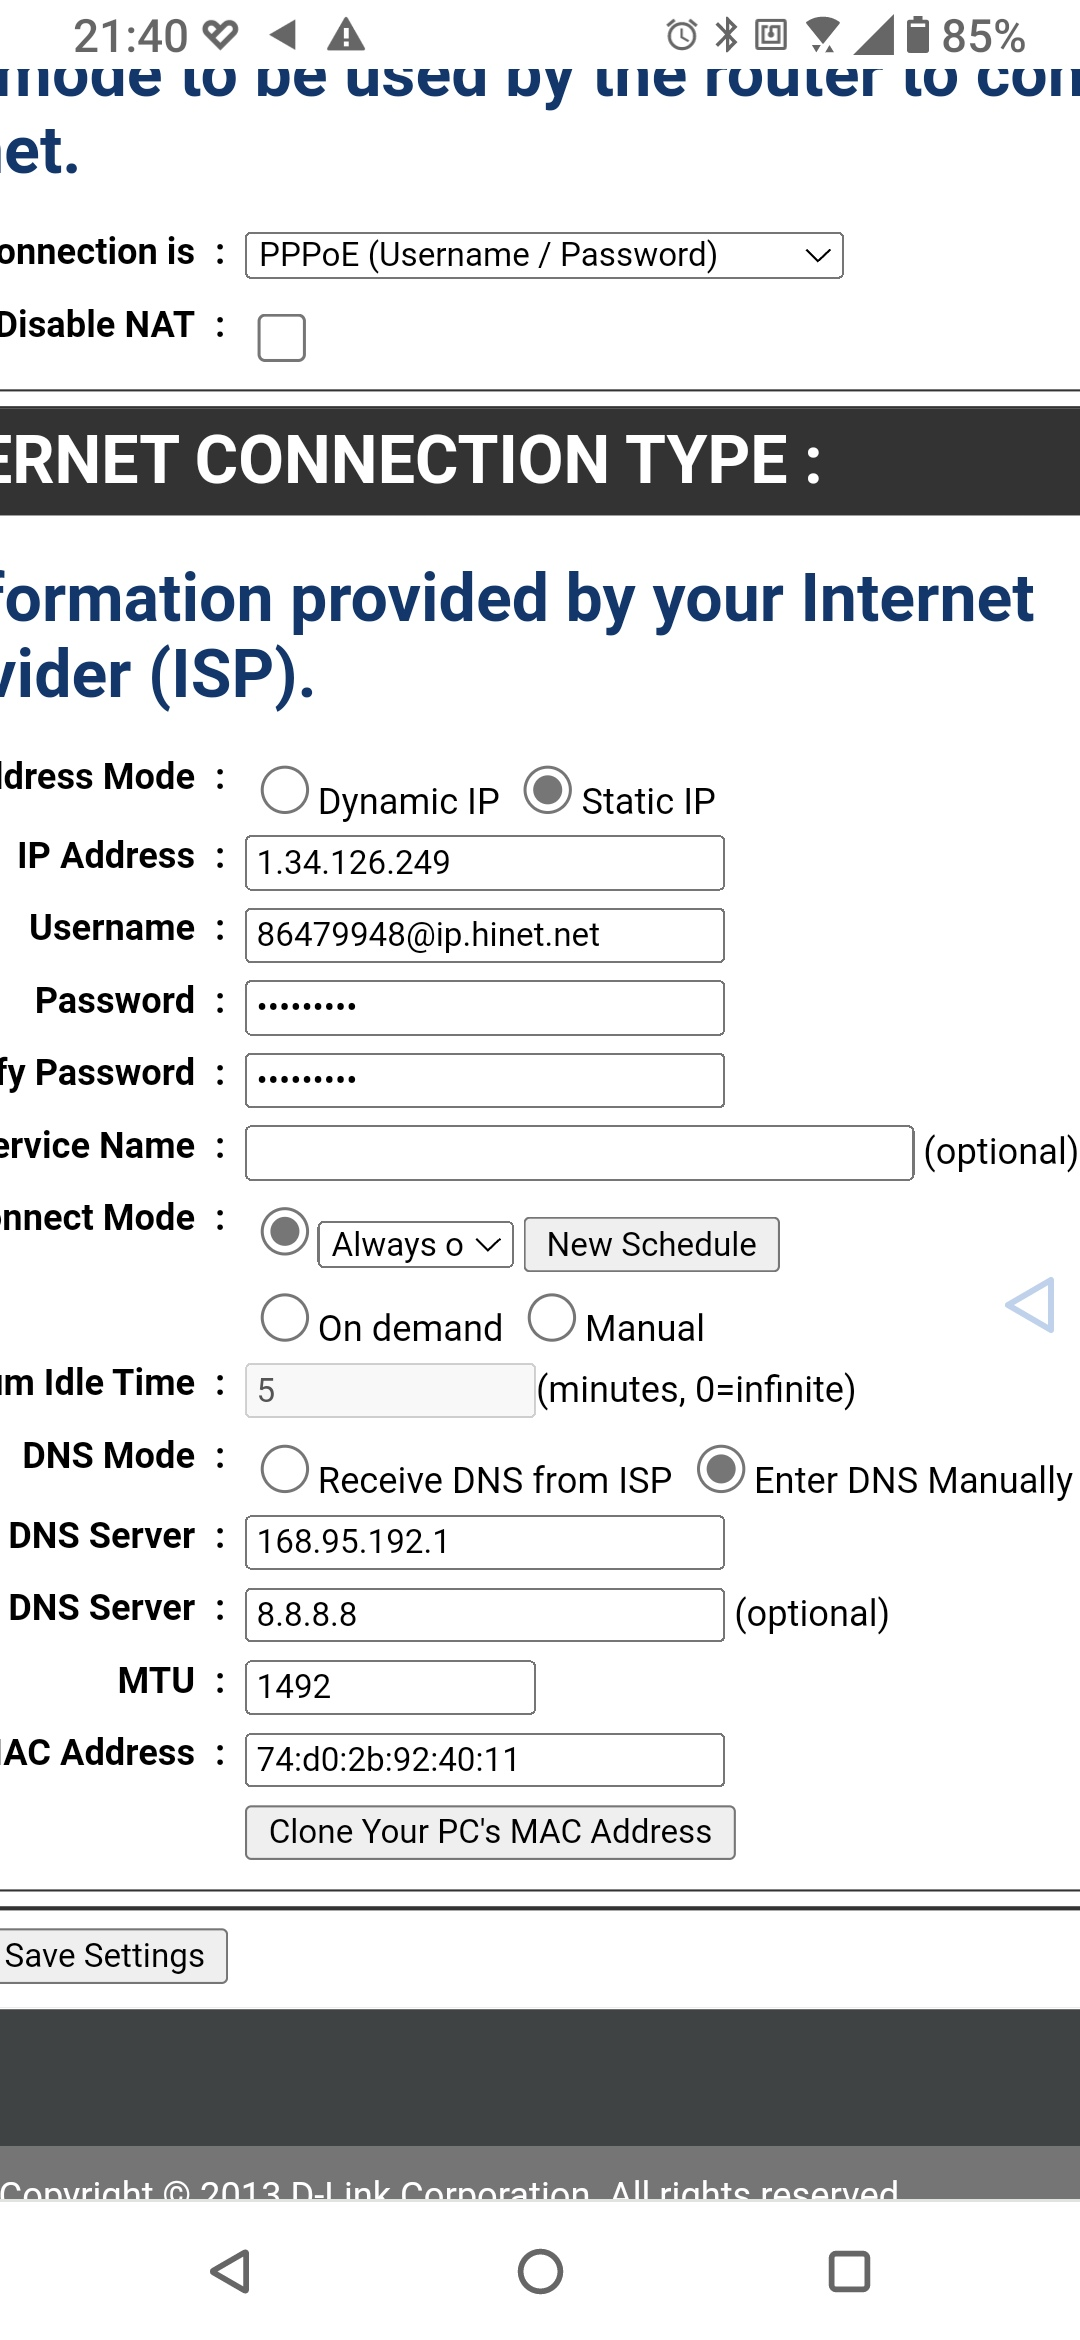 21:40 85%
mode to be used by the router to con
net.
onnection is : PPPoE (Username / Password)
Disable NAT :
ERNET CONNECTION TYPE :
formation provided by your Internet
vider (ISP).
ddress Mode : Dynamic IP Static IP
IP Address : 1.34.126.249
Username : 86479948@ip.hinet.net
Password : •••••••••
fy Password : •••••••••
ervice Name : (optional)
nnect Mode : Always o New Schedule
On demand Manual
um Idle Time : 5 (minutes, 0=infinite)
DNS Mode : Receive DNS from ISP Enter DNS Manually
DNS Server : 168.95.192.1
DNS Server : 8.8.8.8 (optional)
MTU : 1492
MAC Address : 74:d0:2b:92:40:11
Clone Your PC's MAC Address
Save Settings
Copyright © 2013 D-Link Corporation. All rights reserved